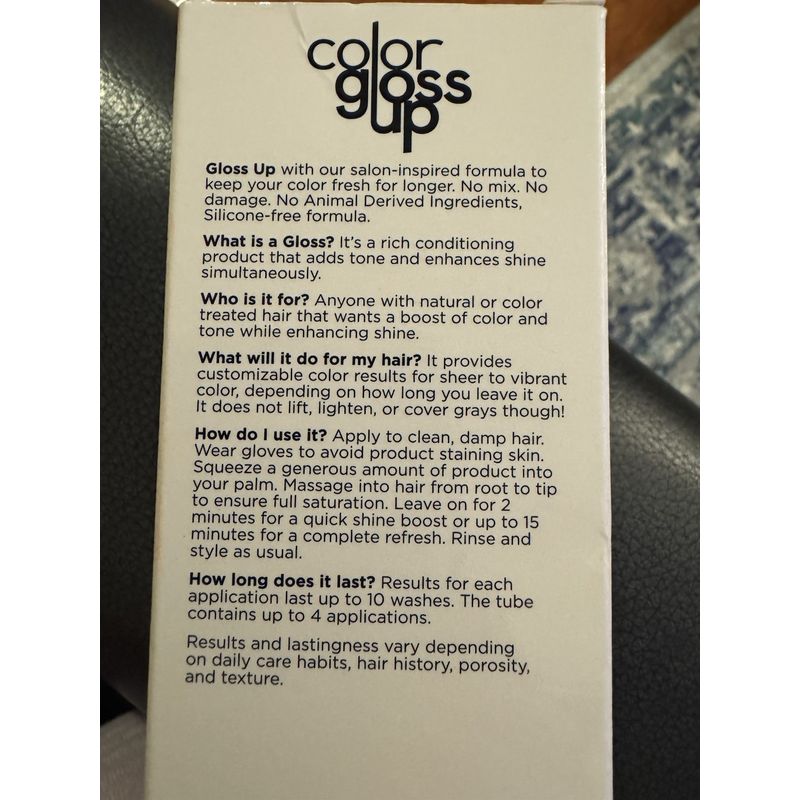 color
gloss
up
Gloss Up with our salon-inspired formula to
keep your color fresh for longer. No mix. No
damage. No Animal Derived Ingredients,
Silicone-free formula.
What is a Gloss? It's a rich conditioning
product that adds tone and enhances shine
simultaneously.
Who is it for? Anyone with natural or color
treated hair that wants a boost of color and
tone while enhancing shine.
What will it do for my hair? It provides
customizable color results for sheer to vibrant
color, depending on how long you leave it on.
It does not lift, lighten, or cover grays though!
How do I use it? Apply to clean, damp hair.
Wear gloves to avoid product staining skin.
Squeeze a generous amount of product into
your palm. Massage into hair from root to tip
to ensure full saturation. Leave on for 2
minutes for a quick shine boost or up to 15
minutes for a complete refresh. Rinse and
style as usual.
How long does it last? Results for each
application last up to 10 washes. The tube
contains up to 4 applications.
Results and lastingness vary depending
on daily care habits, hair history, porosity,
and texture.